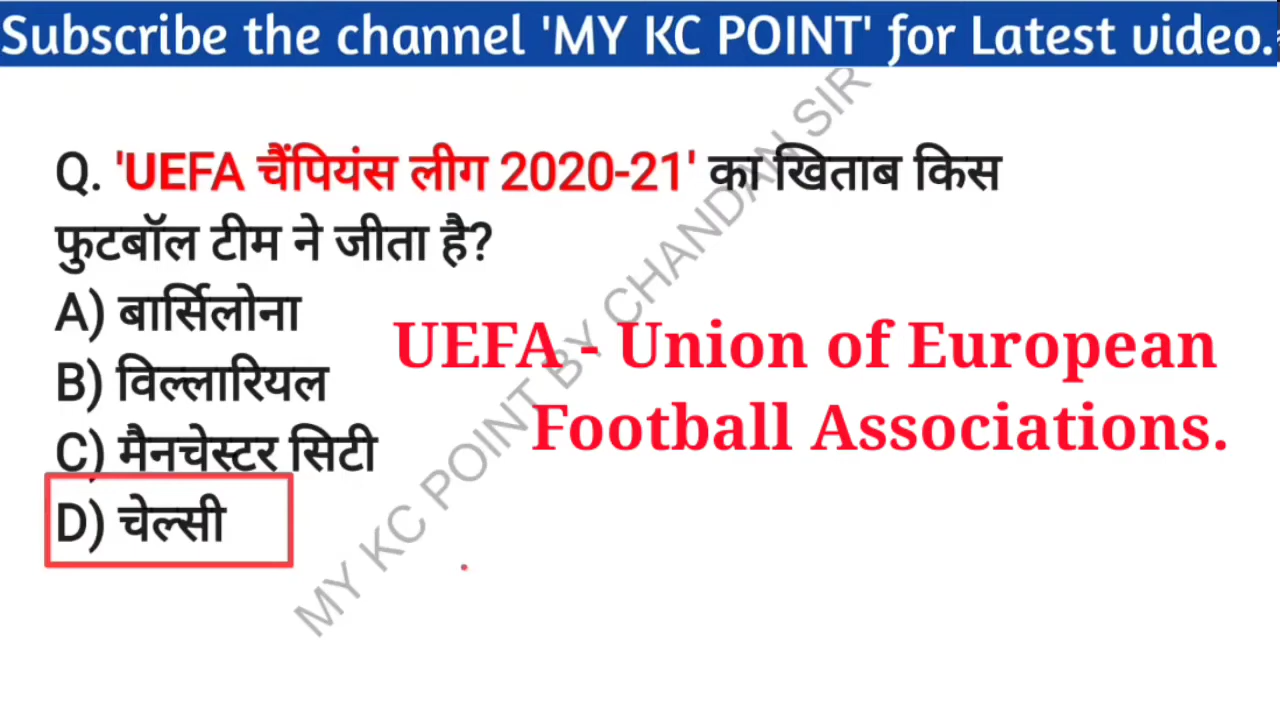 Subscribe the channel 'MY KC POINT' for Latest video.
Q. 'UEFA चैंपियंस लीग 2020-21' का खिताब किस
फुटबॉल टीम ने जीता है?
A) बार्सिलोना
B) विल्लारियल
C) मैनचेस्टर सिटी
D) चेल्सी
UEFA - Union of European
Football Associations.
MY KC POINT BY CHANDAN SIR